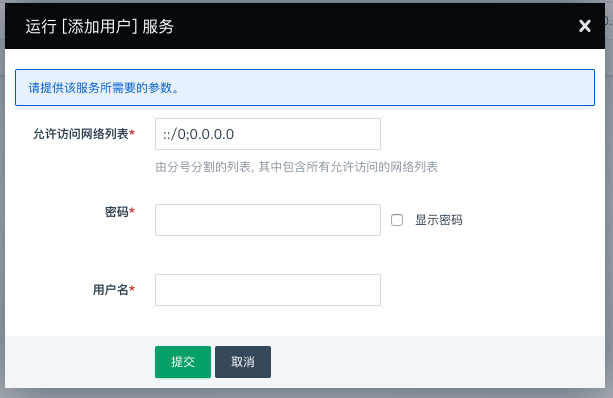 运行 [添加用户] 服务
请提供该服务所需要的参数。
允许访问网络列表*
::/0;0.0.0.0
由分号分割的列表, 其中包含所有允许访问的网络列表
密码*
显示密码
用户名*
提交
取消